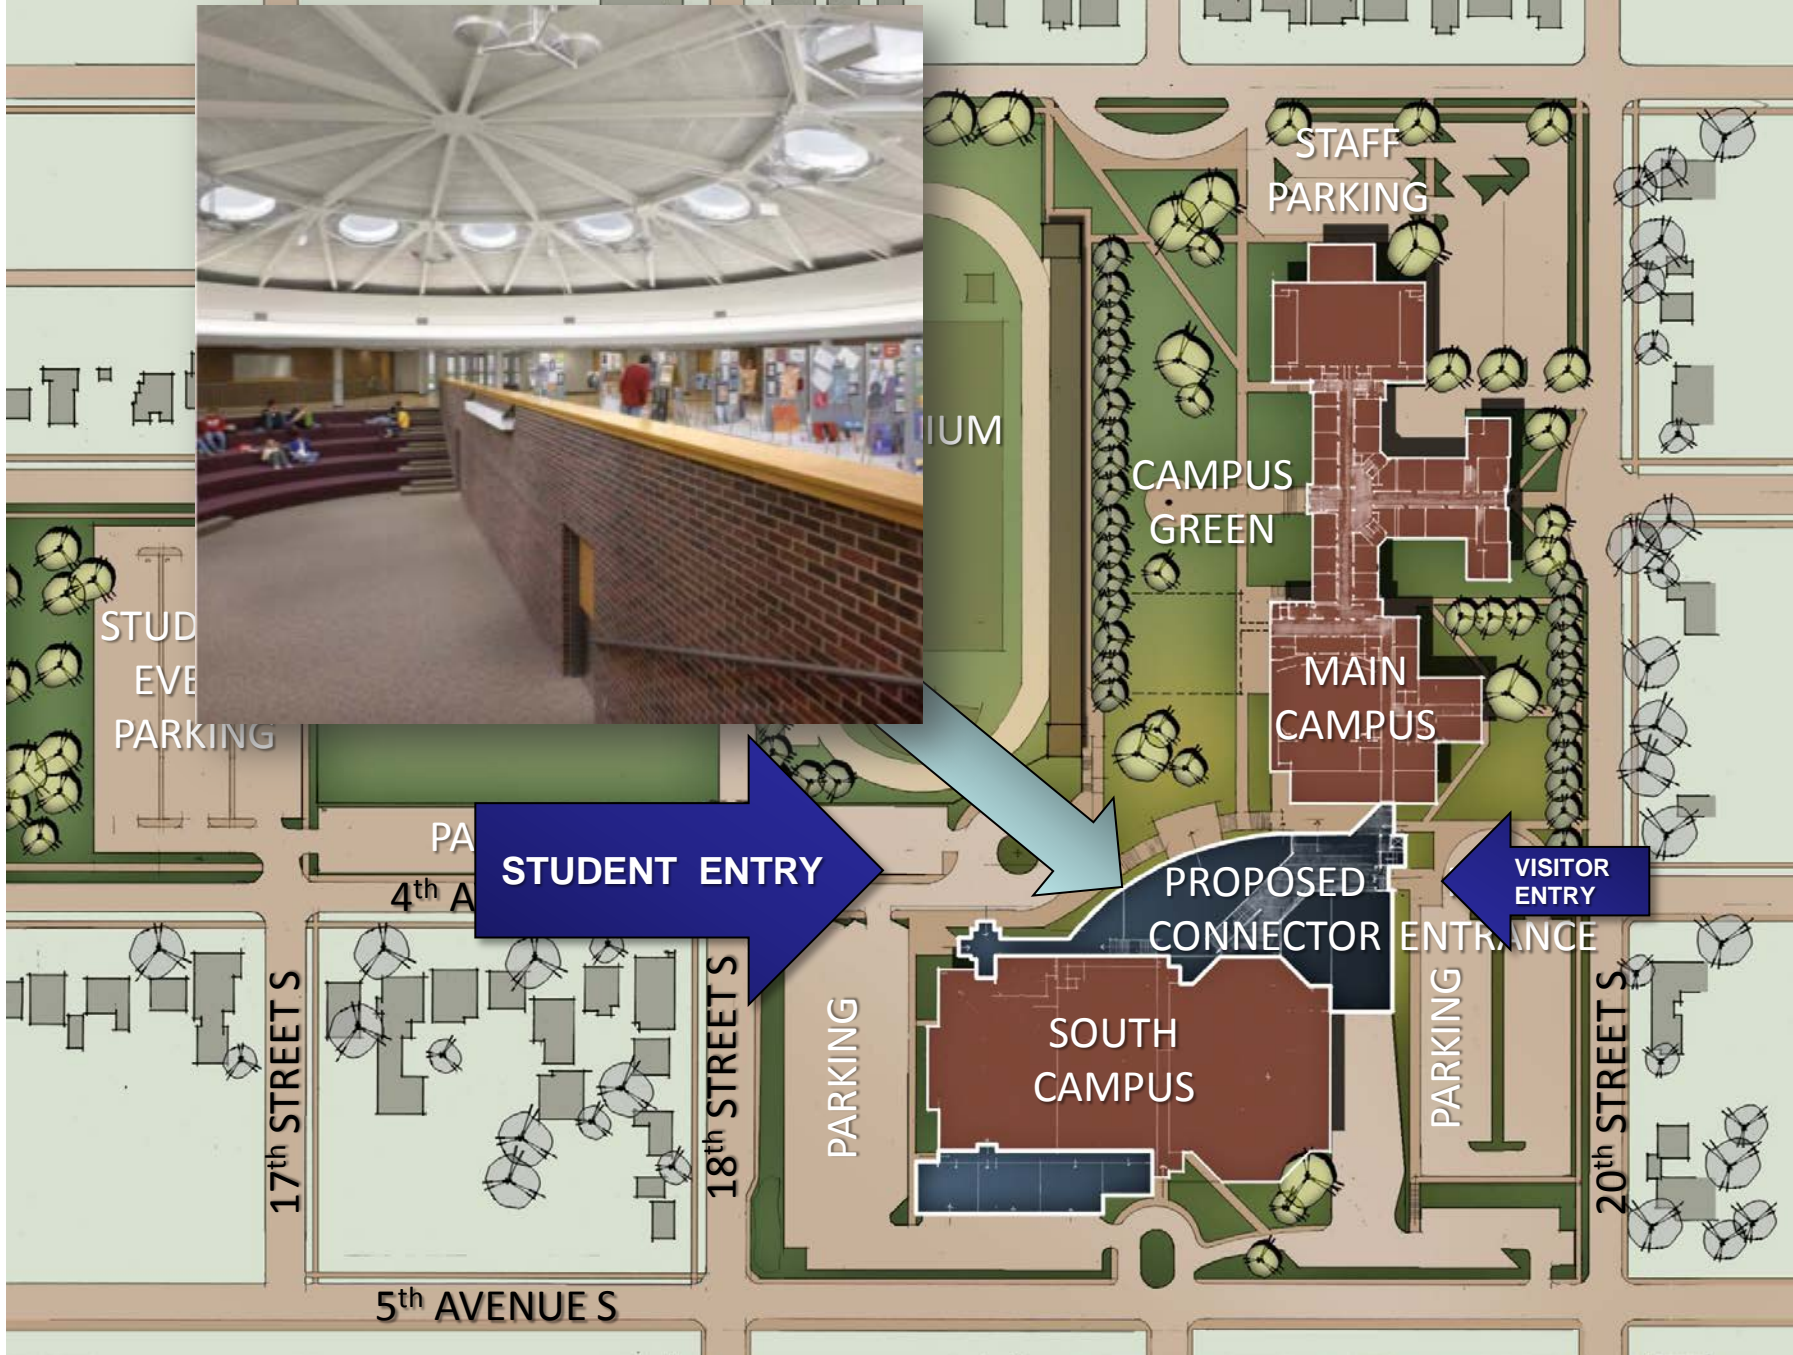 STAFF
PARKING
IUM
CAMPUS
GREEN
STUD
EVE
PARKING
MAIN
CAMPUS
PA
STUDENT ENTRY
4th A
PROPOSED
CONNECTOR ENTRANCE
VISITOR
ENTRY
SOUTH
CAMPUS
PARKING
PARKING
17th STREET S
18th STREET S
20th STREET S
5th AVENUE S